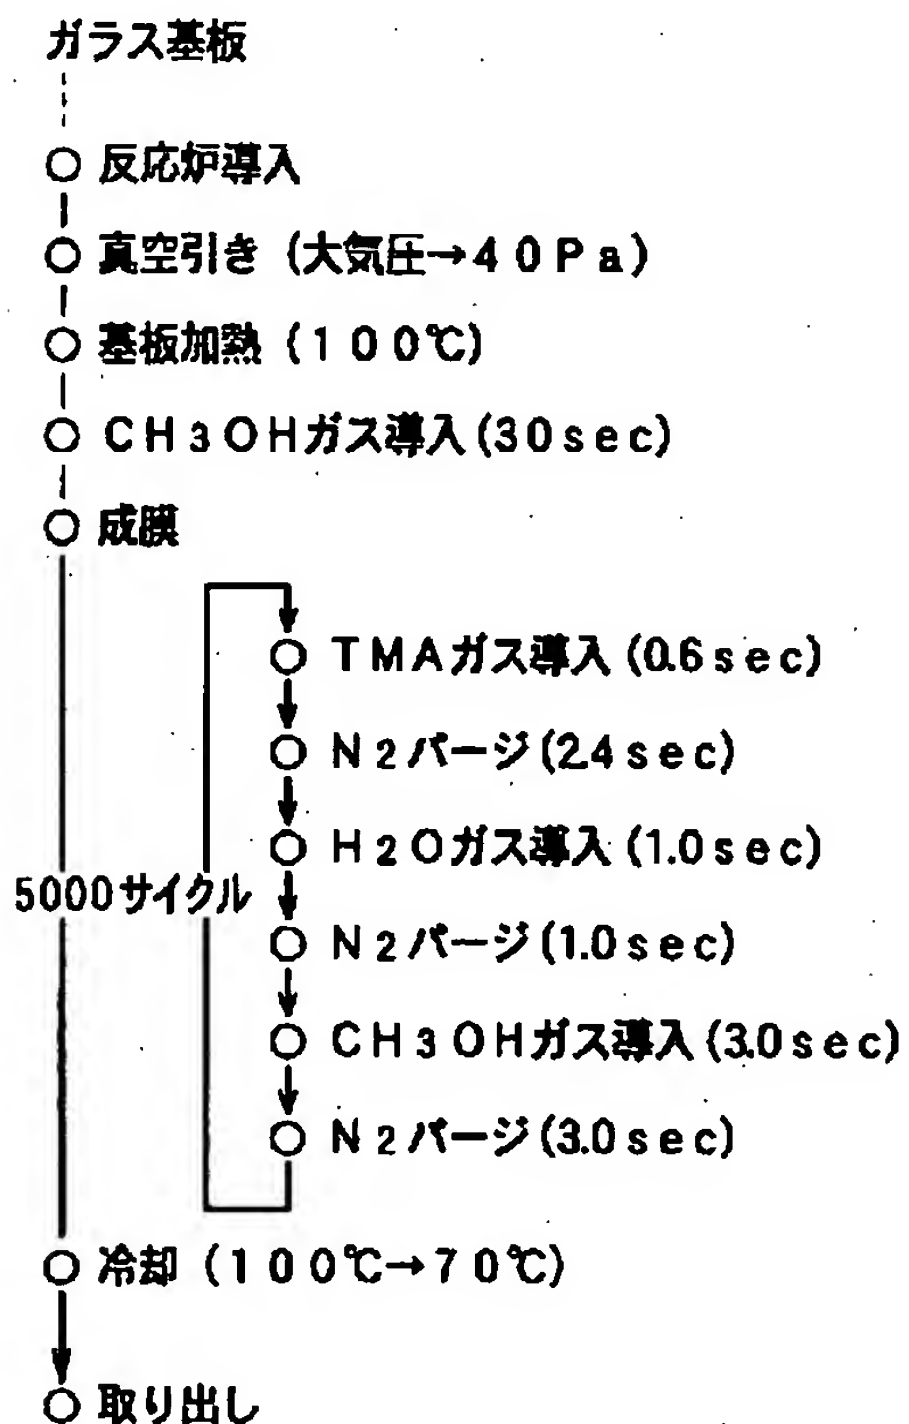 ガラス基板
反応炉導入
真空引き (大気圧→40Pa)
基板加熱 (100℃)
CH3OHガス導入(30sec)
成膜
TMAガス導入(0.6sec)
N2パージ(2.4sec)
H2Oガス導入(1.0sec)
5000サイクル
N2パージ(1.0sec)
CH3OHガス導入(3.0sec)
N2パージ(3.0sec)
冷却 (100℃→70℃)
取り出し